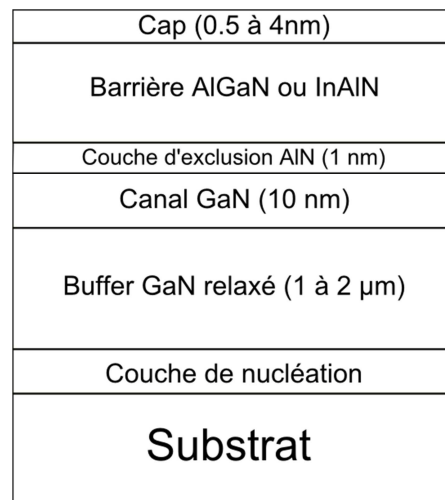 Cap (0.5 à 4nm)
Barrière AlGaN ou InAlN
Couche d'exclusion AlN (1 nm)
Canal GaN (10 nm)
Buffer GaN relaxé (1 à 2 µm)
Couche de nucléation
Substrat